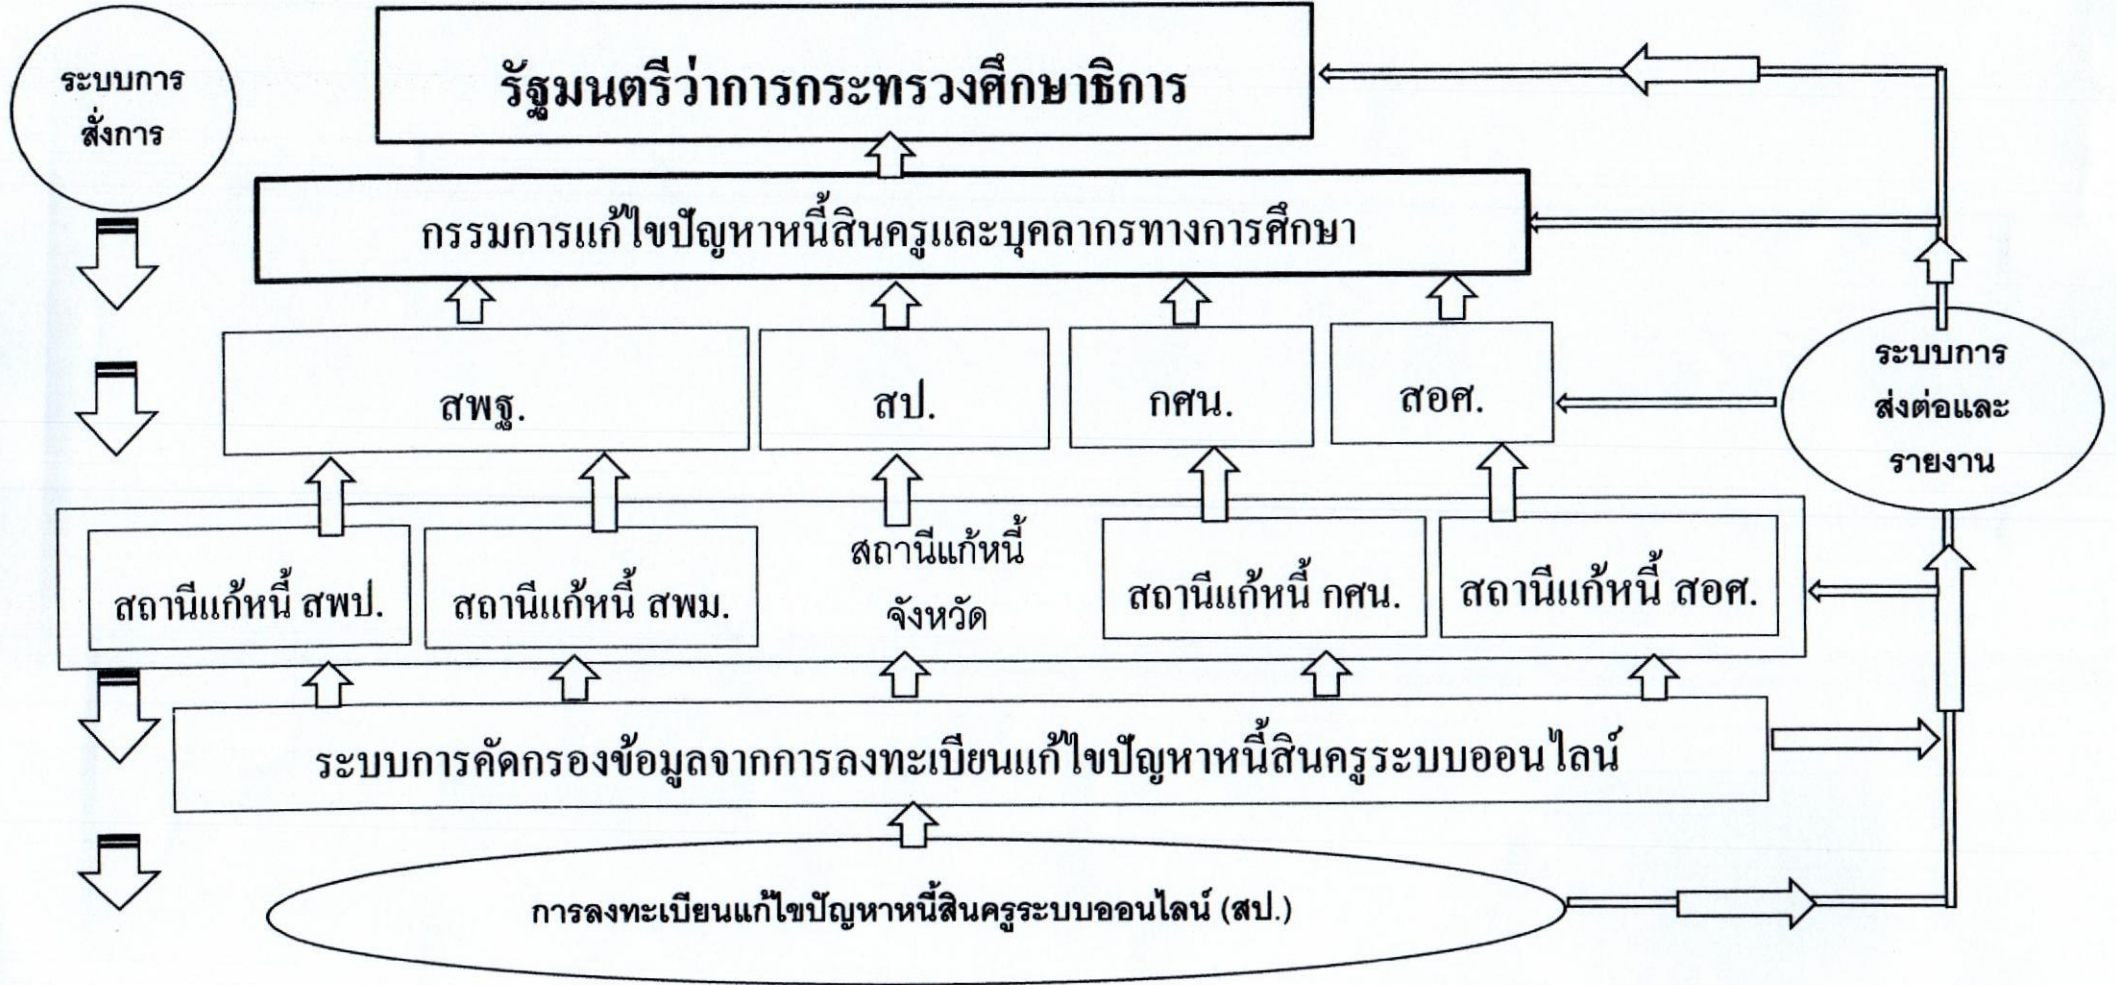 ระบบการ
สั่งการ
รัฐมนตรีว่าการกระทรวงศึกษาธิการ
กรรมการแก้ไขปัญหาหนี้สินครูและบุคลากรทางการศึกษา
สพฐ.
สป.
กศน.
สอศ.
ระบบการ
ส่งต่อและ
รายงาน
สถานีแก้หนี้ สพป.
สถานีแก้หนี้ สพม.
สถานีแก้หนี้
จังหวัด
สถานีแก้หนี้ กศน.
สถานีแก้หนี้ สอศ.
ระบบการคัดกรองข้อมูลจากการลงทะเบียนแก้ไขปัญหาหนี้สินครูระบบออนไลน์
การลงทะเบียนแก้ไขปัญหาหนี้สินครูระบบออนไลน์ (สป.)